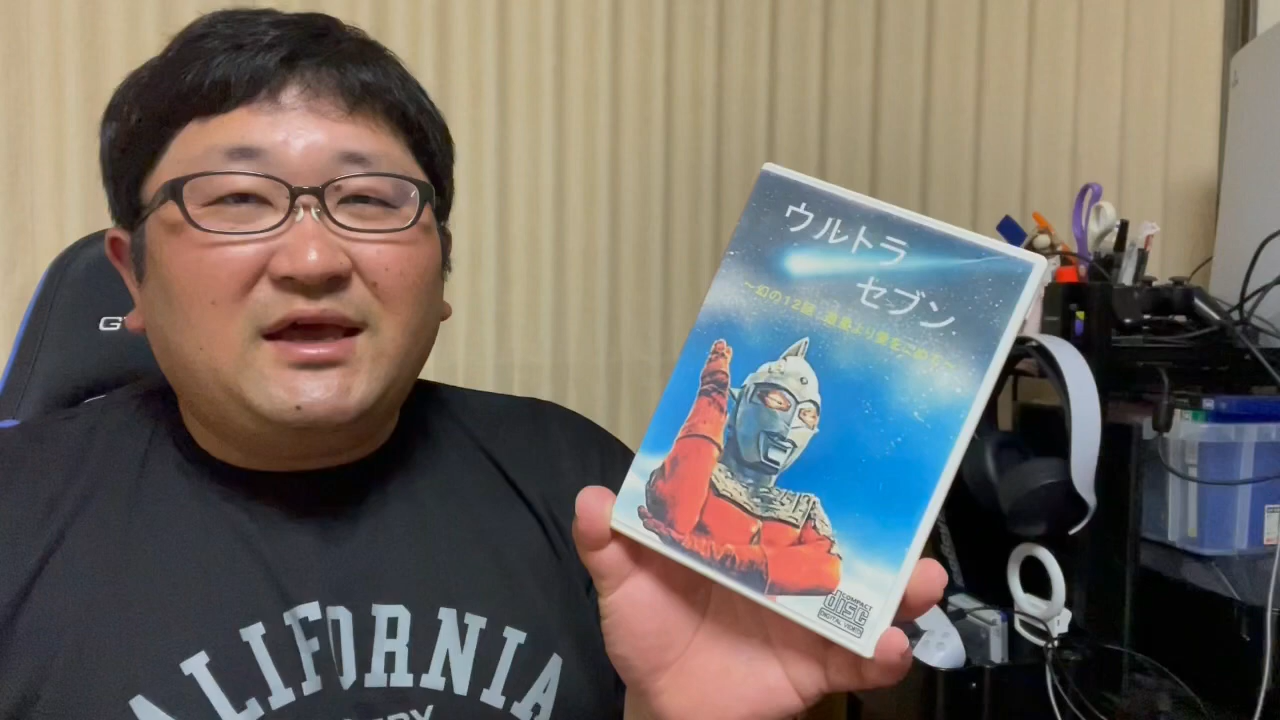 ウルトラ
セブン
～幻の12話 遊星より愛をこめて～
COMPACT
disc
DIGITAL VIDEO
CALIFORNIA